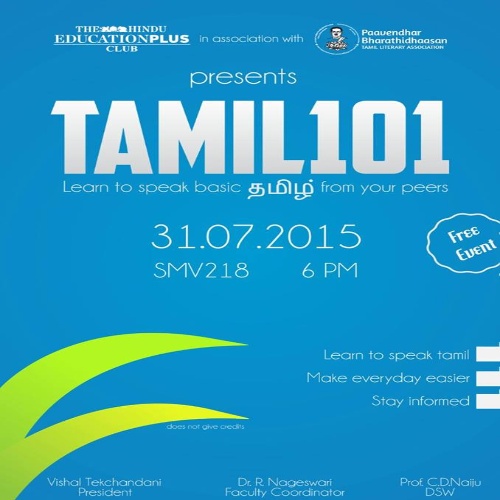 THE HINDU
EDUCATIONPLUS
CLUB
in association with
Paavendhar
Bharathidhaasan
TAMIL LITERARY ASSOCIATION
presents
TAMIL101
Learn to speak basic தமிழ் from your peers
31.07.2015
SMV218 6 PM
Free
Event
Learn to speak tamil
Make everyday easier
Stay informed
does not give credits
Vishal Tekchandani
President
Dr. R. Nageswari
Faculty Coordinator
Prof. C.D.Naiju
DSW